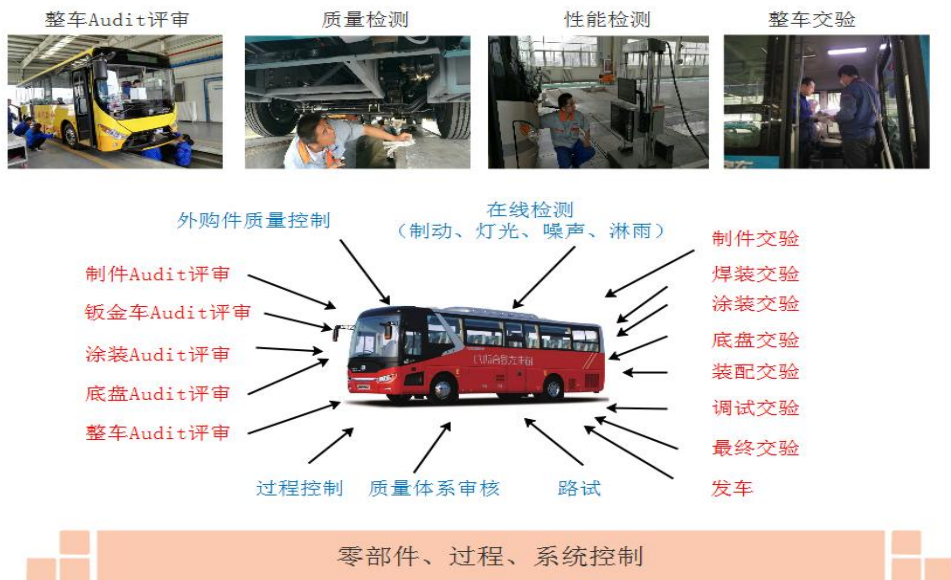 整车Audit评审
质量检测
性能检测
整车交验
外购件质量控制
在线检测
（制动、灯光、噪声、淋雨）
制件Audit评审
钣金车Audit评审
涂装Audit评审
底盘Audit评审
整车Audit评审
制件交验
焊装交验
涂装交验
底盘交验
装配交验
调试交验
最终交验
发车
过程控制
质量体系审核
路试
零部件、过程、系统控制